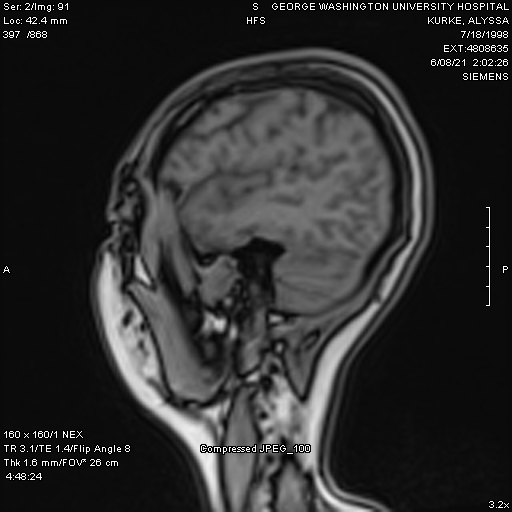 Ser: 2/Img: 91
Loc: 42.4 mm
397 /868
S
HFS
GEORGE WASHINGTON UNIVERSITY HOSPITAL
KURKE, ALYSSA
7/18/1998
EXT:4808635
6/08/21 2:02:26
SIEMENS
A
P
160 x 160/1 NEX
TR 3.1/TE 1.4/Flip Angle 8
Thk 1.6 mm/FOV* 26 cm
4:48:24
Compressed JPEG_100
3.2x